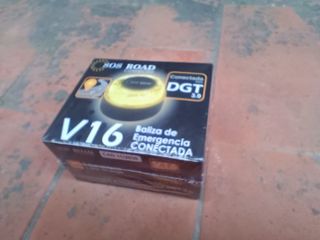 SOS ROAD
Conectada
DGT
3.0
V16
Baliza de
Emergencia
CONECTADA